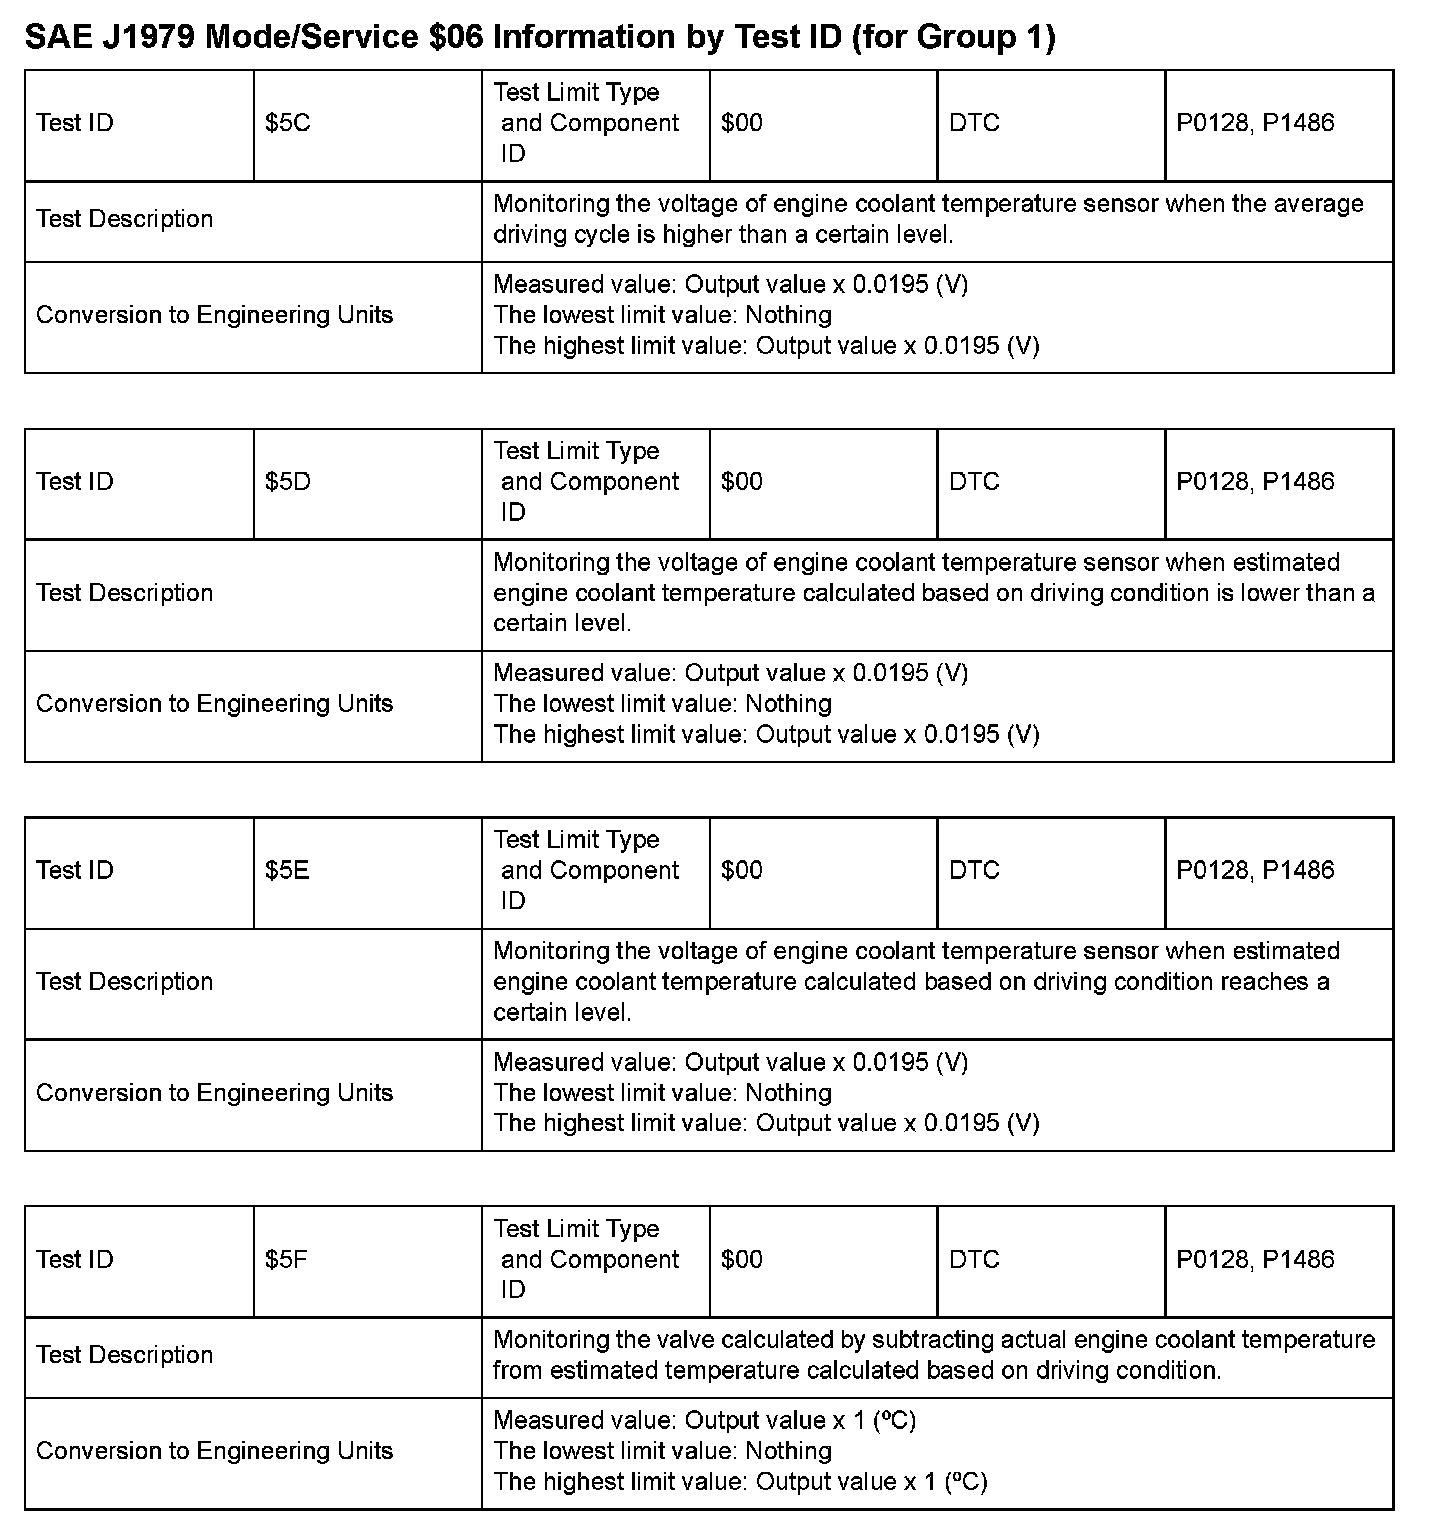 SAE J1979 Mode/Service $06 Information by Test ID (for Group 1)
Test ID
$5C
Test Limit Type
and Component
ID
$00
DTC
P0128, P1486
Test Description
Monitoring the voltage of engine coolant temperature sensor when the average
driving cycle is higher than a certain level.
Conversion to Engineering Units
Measured value: Output value x 0.0195 (V)
The lowest limit value: Nothing
The highest limit value: Output value x 0.0195 (V)
Test ID
$5D
Test Limit Type
and Component
ID
$00
DTC
P0128, P1486
Test Description
Monitoring the voltage of engine coolant temperature sensor when estimated
engine coolant temperature calculated based on driving condition is lower than a
certain level.
Conversion to Engineering Units
Measured value: Output value x 0.0195 (V)
The lowest limit value: Nothing
The highest limit value: Output value x 0.0195 (V)
Test ID
$5E
Test Limit Type
and Component
ID
$00
DTC
P0128, P1486
Test Description
Monitoring the voltage of engine coolant temperature sensor when estimated
engine coolant temperature calculated based on driving condition reaches a
certain level.
Conversion to Engineering Units
Measured value: Output value x 0.0195 (V)
The lowest limit value: Nothing
The highest limit value: Output value x 0.0195 (V)
Test ID
$5F
Test Limit Type
and Component
ID
$00
DTC
P0128, P1486
Test Description
Monitoring the valve calculated by subtracting actual engine coolant temperature
from estimated temperature calculated based on driving condition.
Conversion to Engineering Units
Measured value: Output value x 1 (ºC)
The lowest limit value: Nothing
The highest limit value: Output value x 1 (ºC)